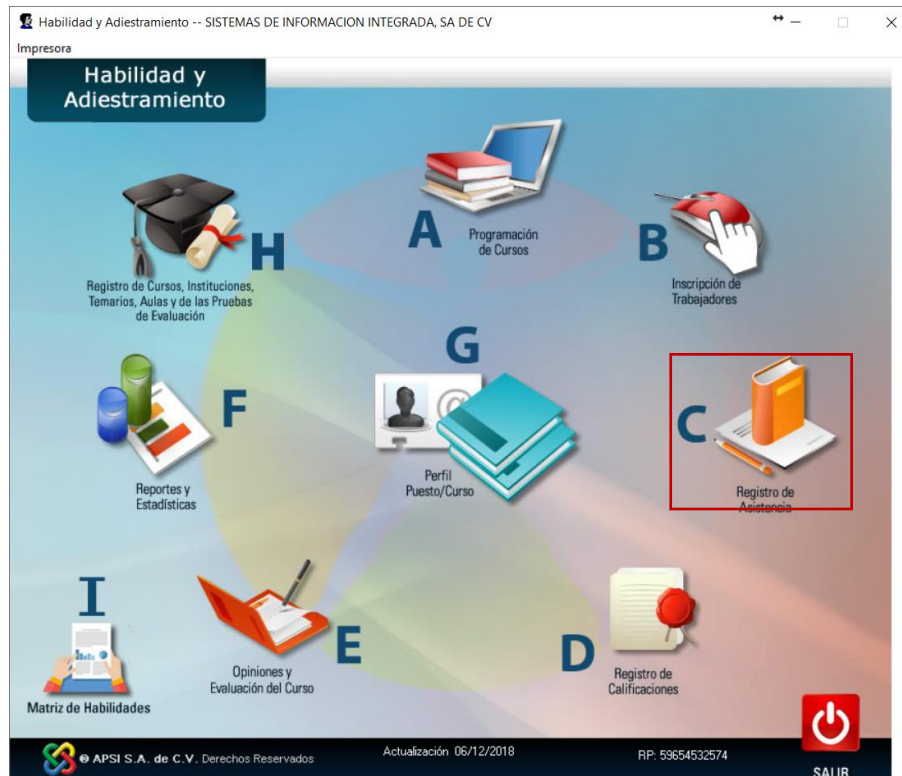 Habilidad y Adiestramiento -- SISTEMAS DE INFORMACION INTEGRADA, SA DE CV
Impresora
Habilidad y
Adiestramiento
A
Programación
de Cursos
B
Inscripción de
Trabajadores
H
Registro de Cursos, Instituciones,
Temarios, Aulas y de las Pruebas
de Evaluación
G
@
Perfil
Puesto/Curso
C
Registro de
Asistencia
F
Reportes y
Estadísticas
I
Matriz de Habilidades
E
Opiniones y
Evaluación del Curso
D
Registro de
Calificaciones
® APSI S.A. de C.V. Derechos Reservados
Actualización 06/12/2018
RP: 59654532574
SALIR